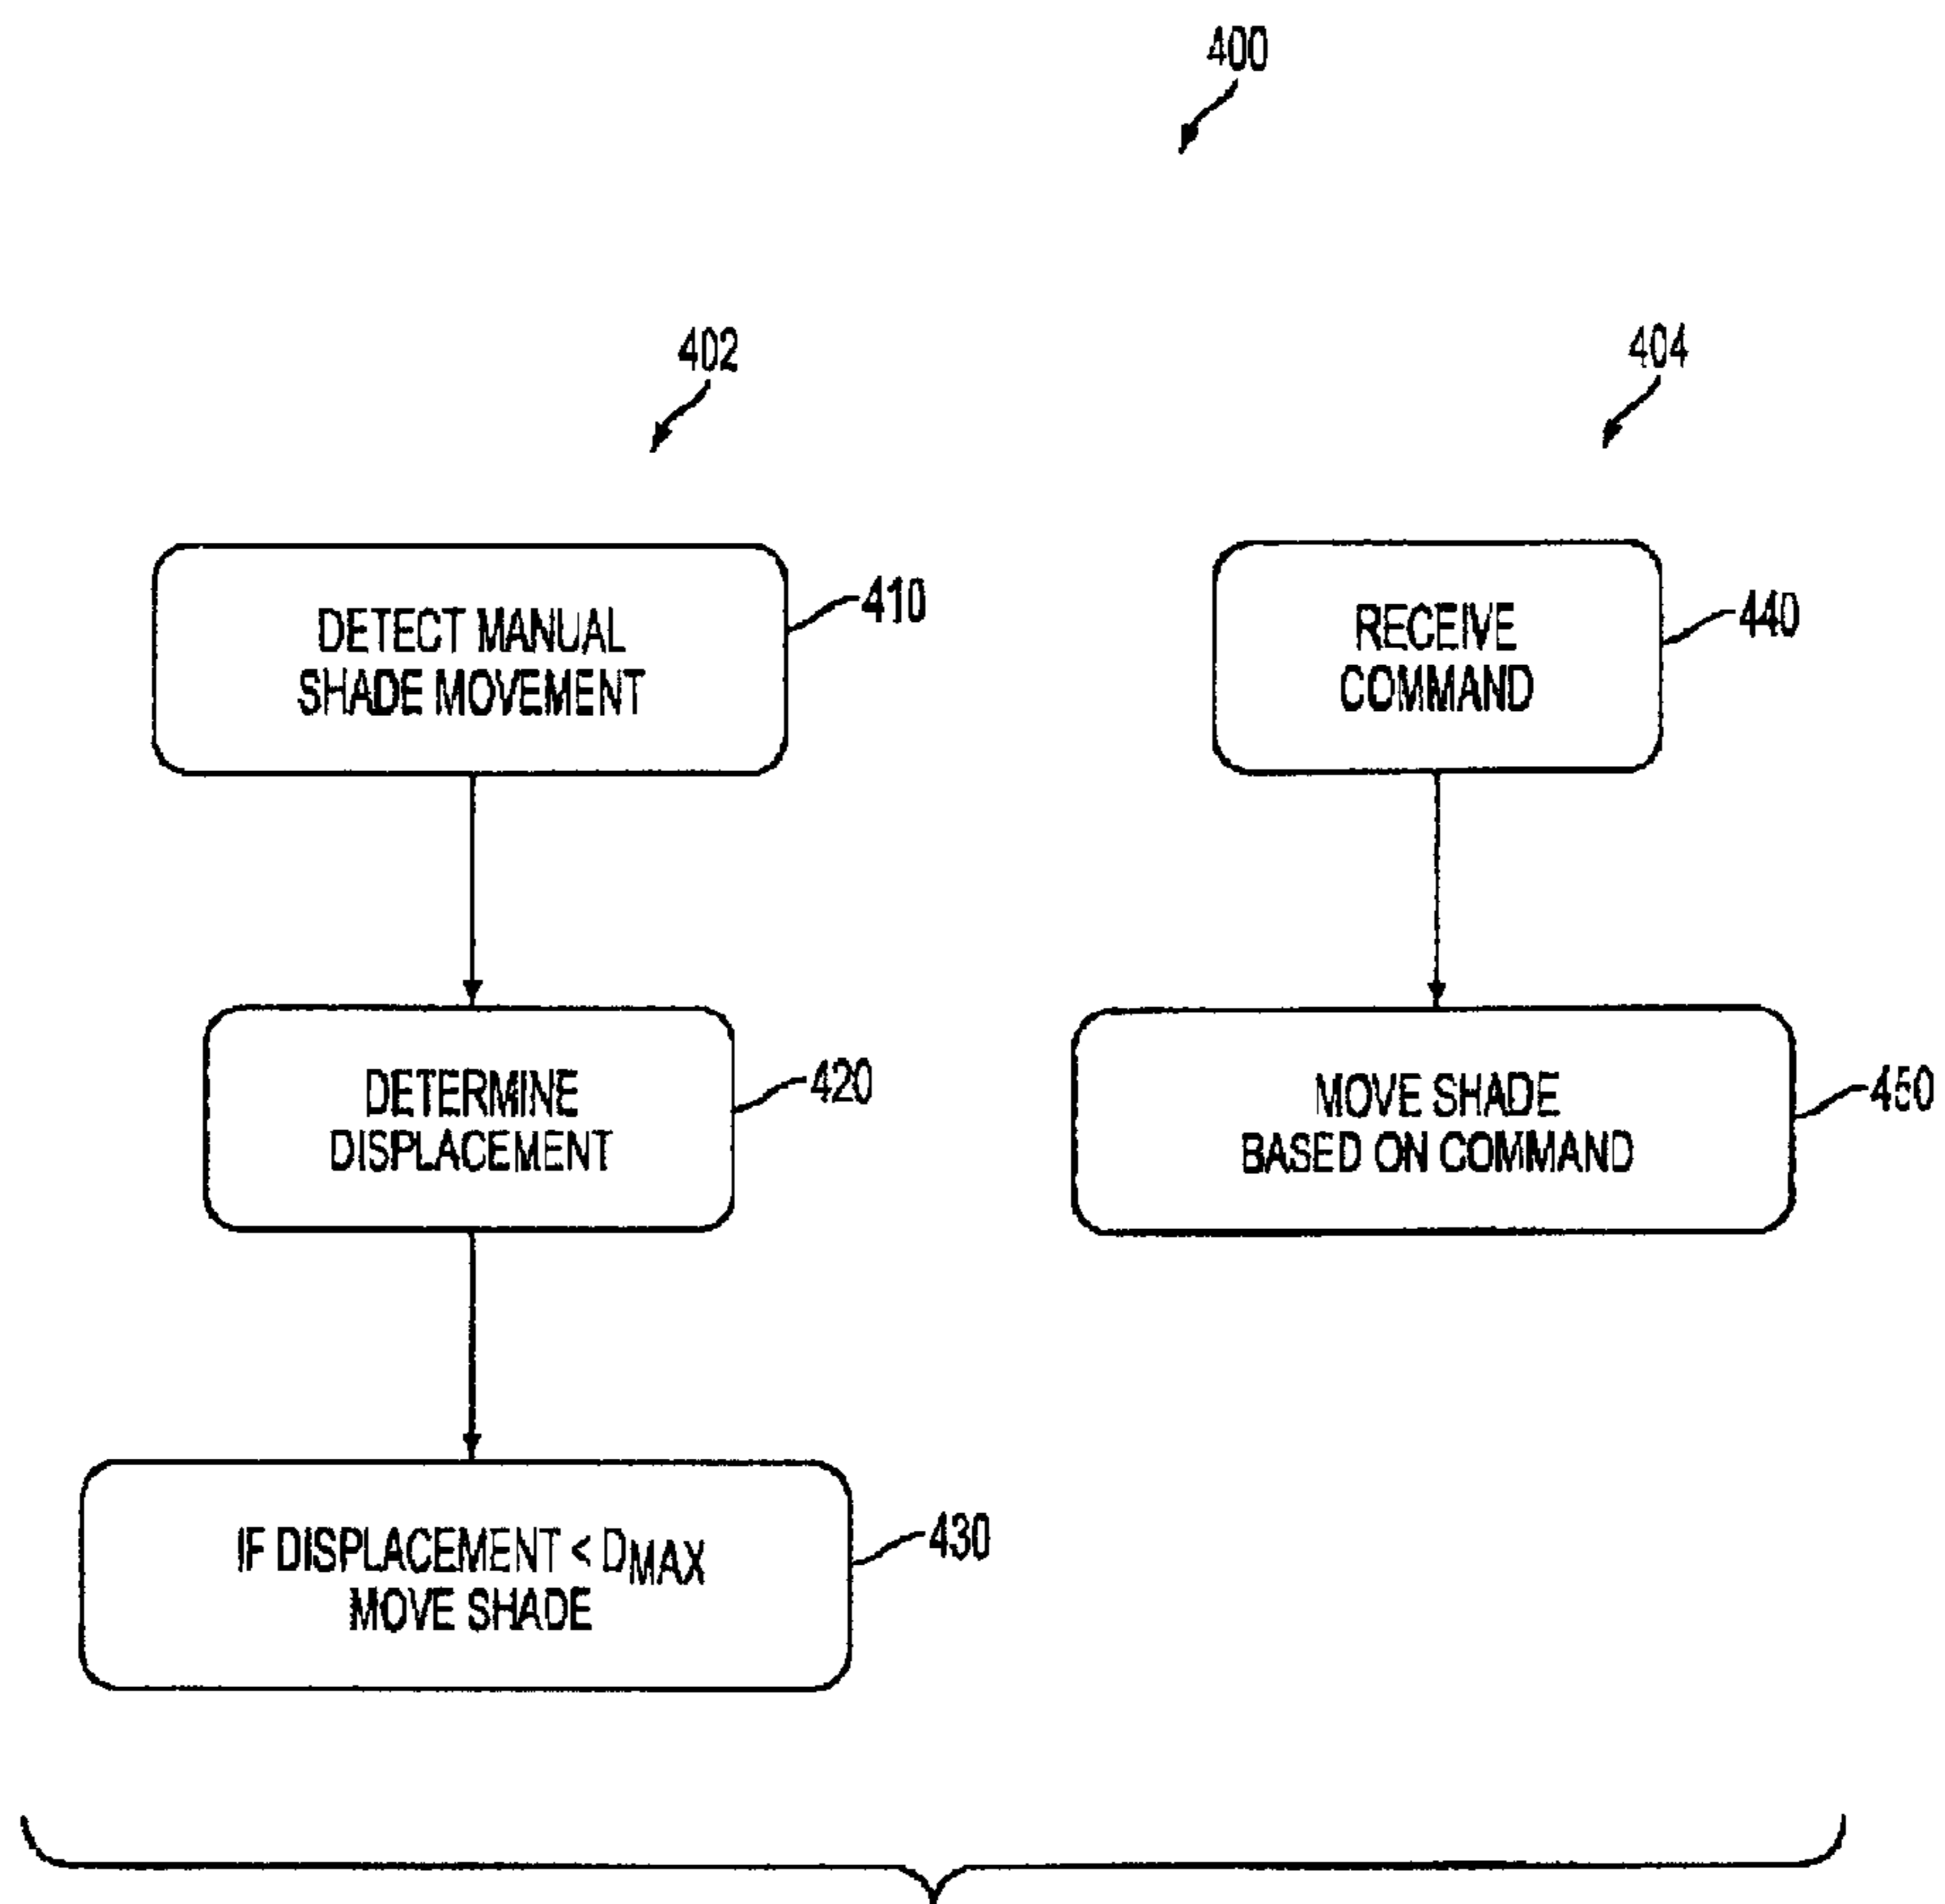 400
402
404
DETECT MANUAL
SHADE MOVEMENT
410
RECEIVE
COMMAND
440
DETERMINE
DISPLACEMENT
420
MOVE SHADE
BASED ON COMMAND
450
IF DISPLACEMENT < DMAX
MOVE SHADE
430